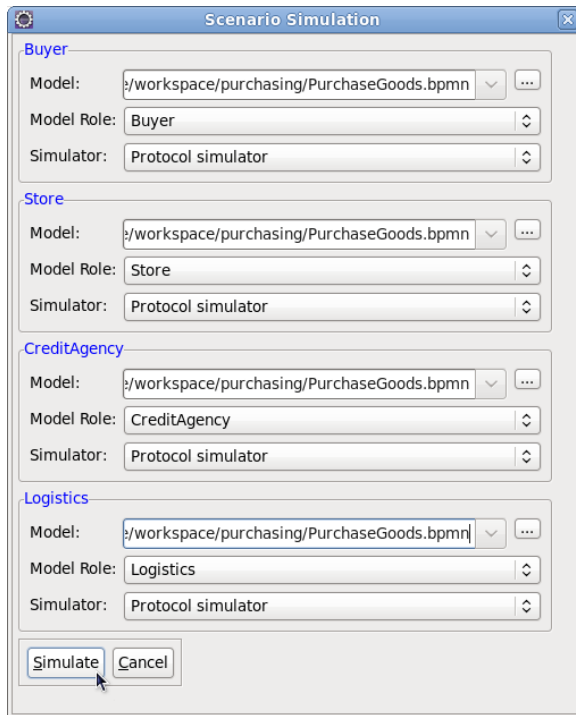 Scenario Simulation
Buyer
Model: e/workspace/purchasing/PurchaseGoods.bpmn ...
Model Role: Buyer
Simulator: Protocol simulator
Store
Model: e/workspace/purchasing/PurchaseGoods.bpmn ...
Model Role: Store
Simulator: Protocol simulator
CreditAgency
Model: e/workspace/purchasing/PurchaseGoods.bpmn ...
Model Role: CreditAgency
Simulator: Protocol simulator
Logistics
Model: e/workspace/purchasing/PurchaseGoods.bpmn ...
Model Role: Logistics
Simulator: Protocol simulator
Simulate Cancel